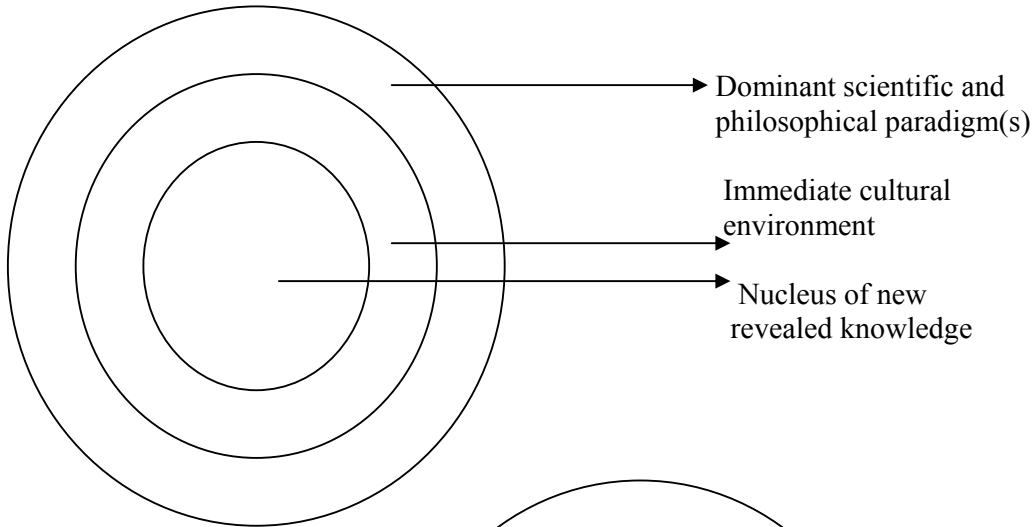 Dominant scientific and
philosophical paradigm(s)
Immediate cultural
environment
Nucleus of new
revealed knowledge